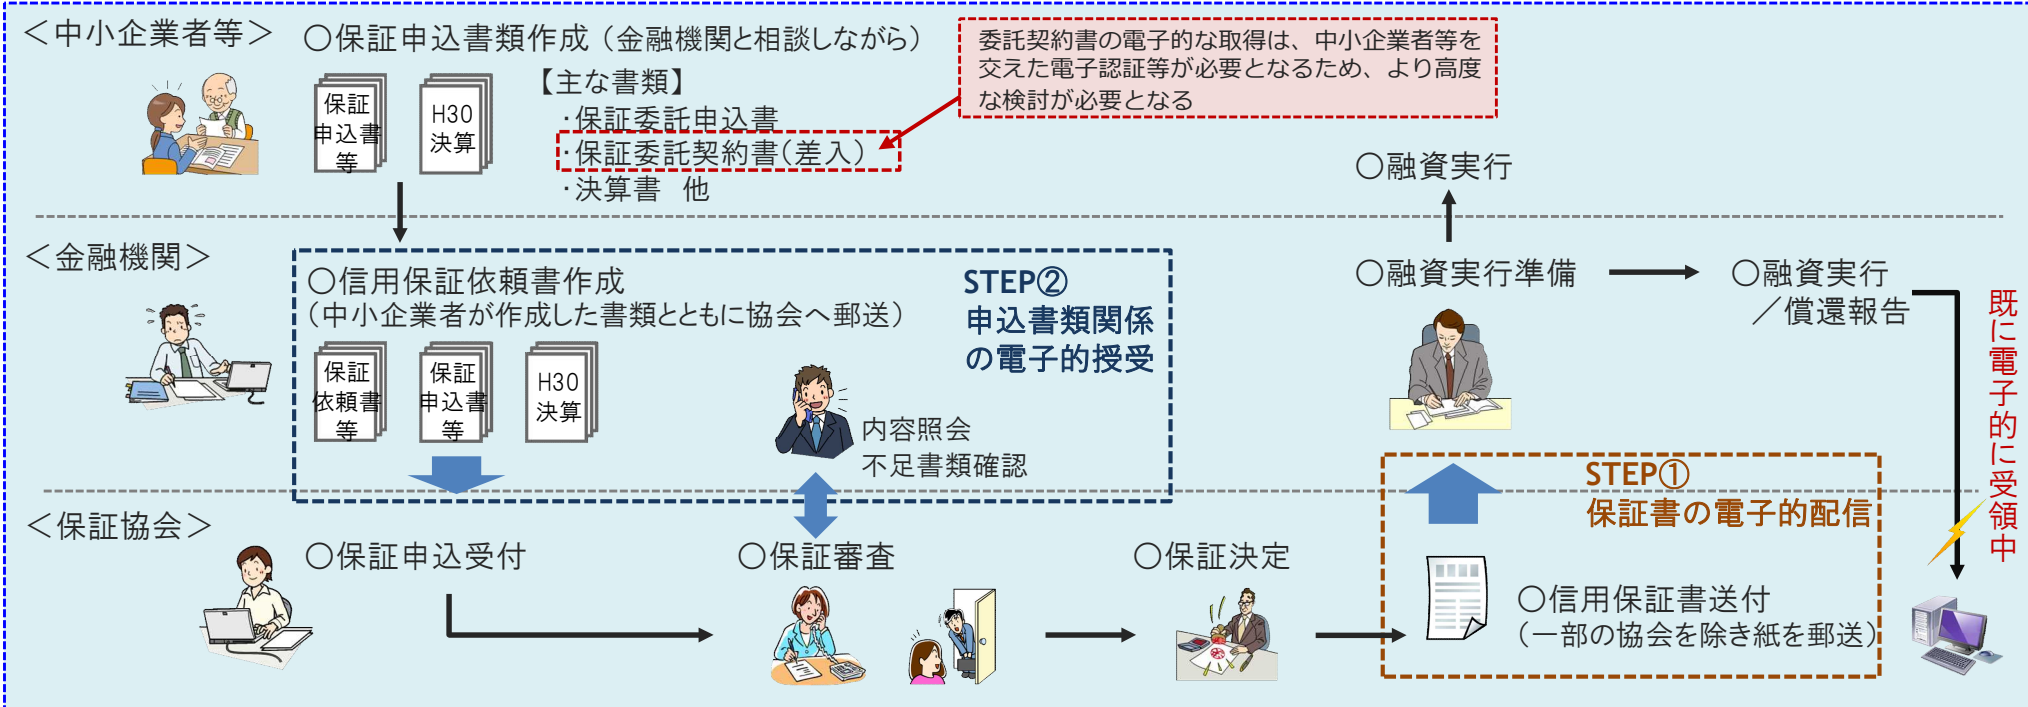 ＜中小企業者等＞
○保証申込書類作成（金融機関と相談しながら）
保証
申込書
等
H30
決算
【主な書類】
・保証委託申込書
・保証委託契約書（差入）
・決算書　他
委託契約書の電子的な取得は、中小企業者等を
交えた電子認証等が必要となるため、より高度
な検討が必要となる
○融資実行
＜金融機関＞
○信用保証依頼書作成
（中小企業者が作成した書類とともに協会へ郵送）
保証
依頼書
等
保証
申込書
等
H30
決算
STEP②
申込書類関係
の電子的授受
内容照会
不足書類確認
○融資実行準備
○融資実行
／償還報告
既に電子的に受領中
＜保証協会＞
○保証申込受付
○保証審査
○保証決定
STEP①
保証書の電子的配信
○信用保証書送付
（一部の協会を除き紙を郵送）